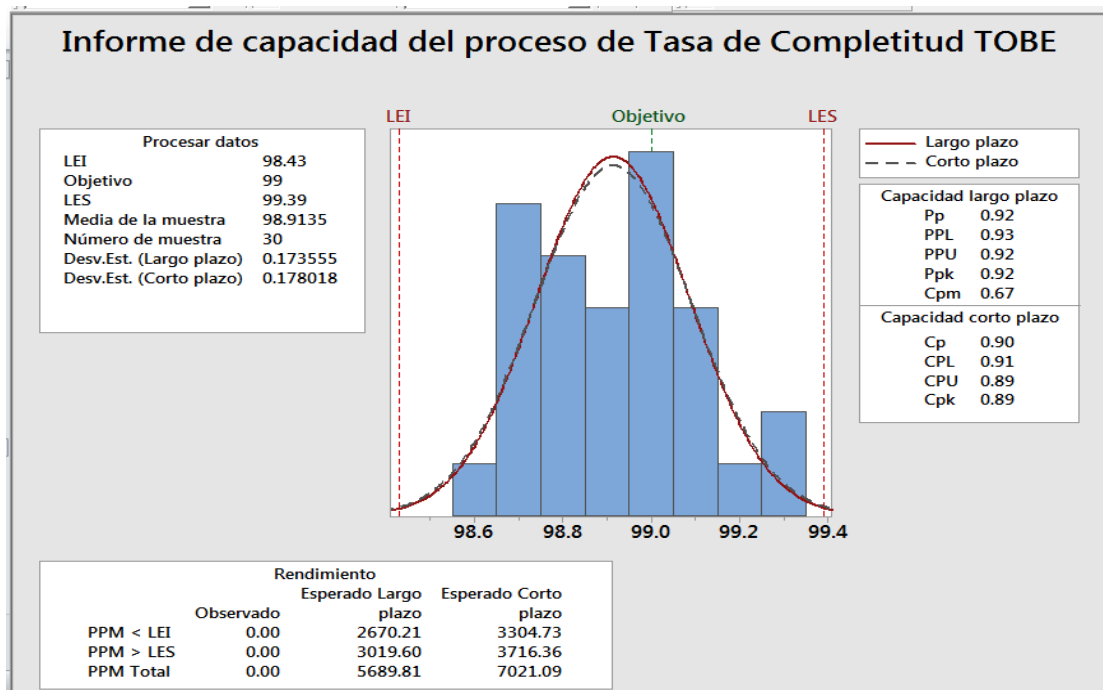 Informe de capacidad del proceso de Tasa de Completitud TOBE
LEI Objetivo LES
Procesar datos
LEI 98.43
Objetivo 99
LES 99.39
Media de la muestra 98.9135
Número de muestra 30
Desv.Est. (Largo plazo) 0.173555
Desv.Est. (Corto plazo) 0.178018
Largo plazo
Corto plazo
Capacidad largo plazo
Pp 0.92
PPL 0.93
PPU 0.92
Ppk 0.92
Cpm 0.67
Capacidad corto plazo
Cp 0.90
CPL 0.91
CPU 0.89
Cpk 0.89
98.6 98.8 99.0 99.2 99.4
Rendimiento
Esperado Largo Esperado Corto
Observado plazo plazo
PPM < LEI 0.00 2670.21 3304.73
PPM > LES 0.00 3019.60 3716.36
PPM Total 0.00 5689.81 7021.09